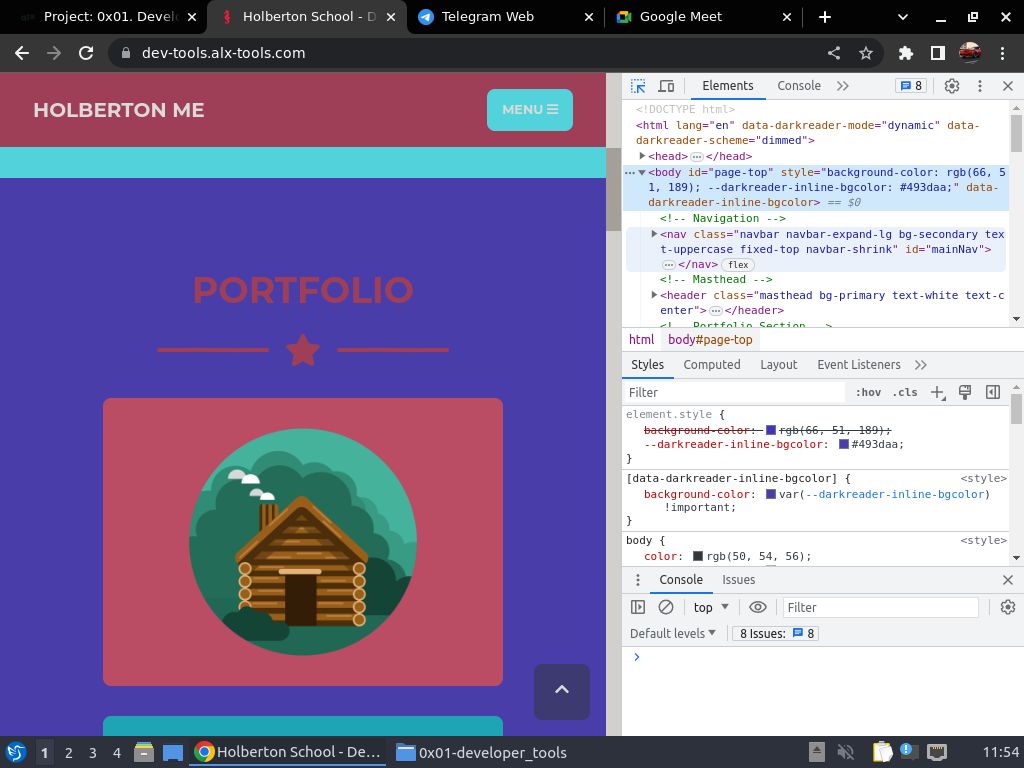 Project: 0x01. Devel
Holberton School - D
Telegram Web
Google Meet
dev-tools.alx-tools.com
HOLBERTON ME
MENU
PORTFOLIO
Elements
Console
8
<!DOCTYPE html>
<html lang="en" data-darkreader-mode="dynamic" data-
darkreader-scheme="dimmed">
<head>…</head>
<body id="page-top" style="background-color: rgb(66, 5
1, 189); --darkreader-inline-bgcolor: #493daa;" data-
darkreader-inline-bgcolor> == $0
<!-- Navigation -->
<nav class="navbar navbar-expand-lg bg-secondary tex
t-uppercase fixed-top navbar-shrink" id="mainNav">
…</nav> flex
<!-- Masthead -->
<header class="masthead bg-primary text-white text-c
enter">…</header>
<!-- Portfolio Section -->
html body#page-top
Styles Computed Layout Event Listeners
Filter :hov .cls
element.style {
background-color: rgb(66, 51, 189);
--darkreader-inline-bgcolor: #493daa;
}
[data-darkreader-inline-bgcolor] { <style>
background-color: var(--darkreader-inline-bgcolor)
!important;
}
body { <style>
color: rgb(50, 54, 56);
Console Issues
top Filter
Default levels 8 Issues: 8
1 2 3 4 Holberton School - De... 0x01-developer_tools 11:54